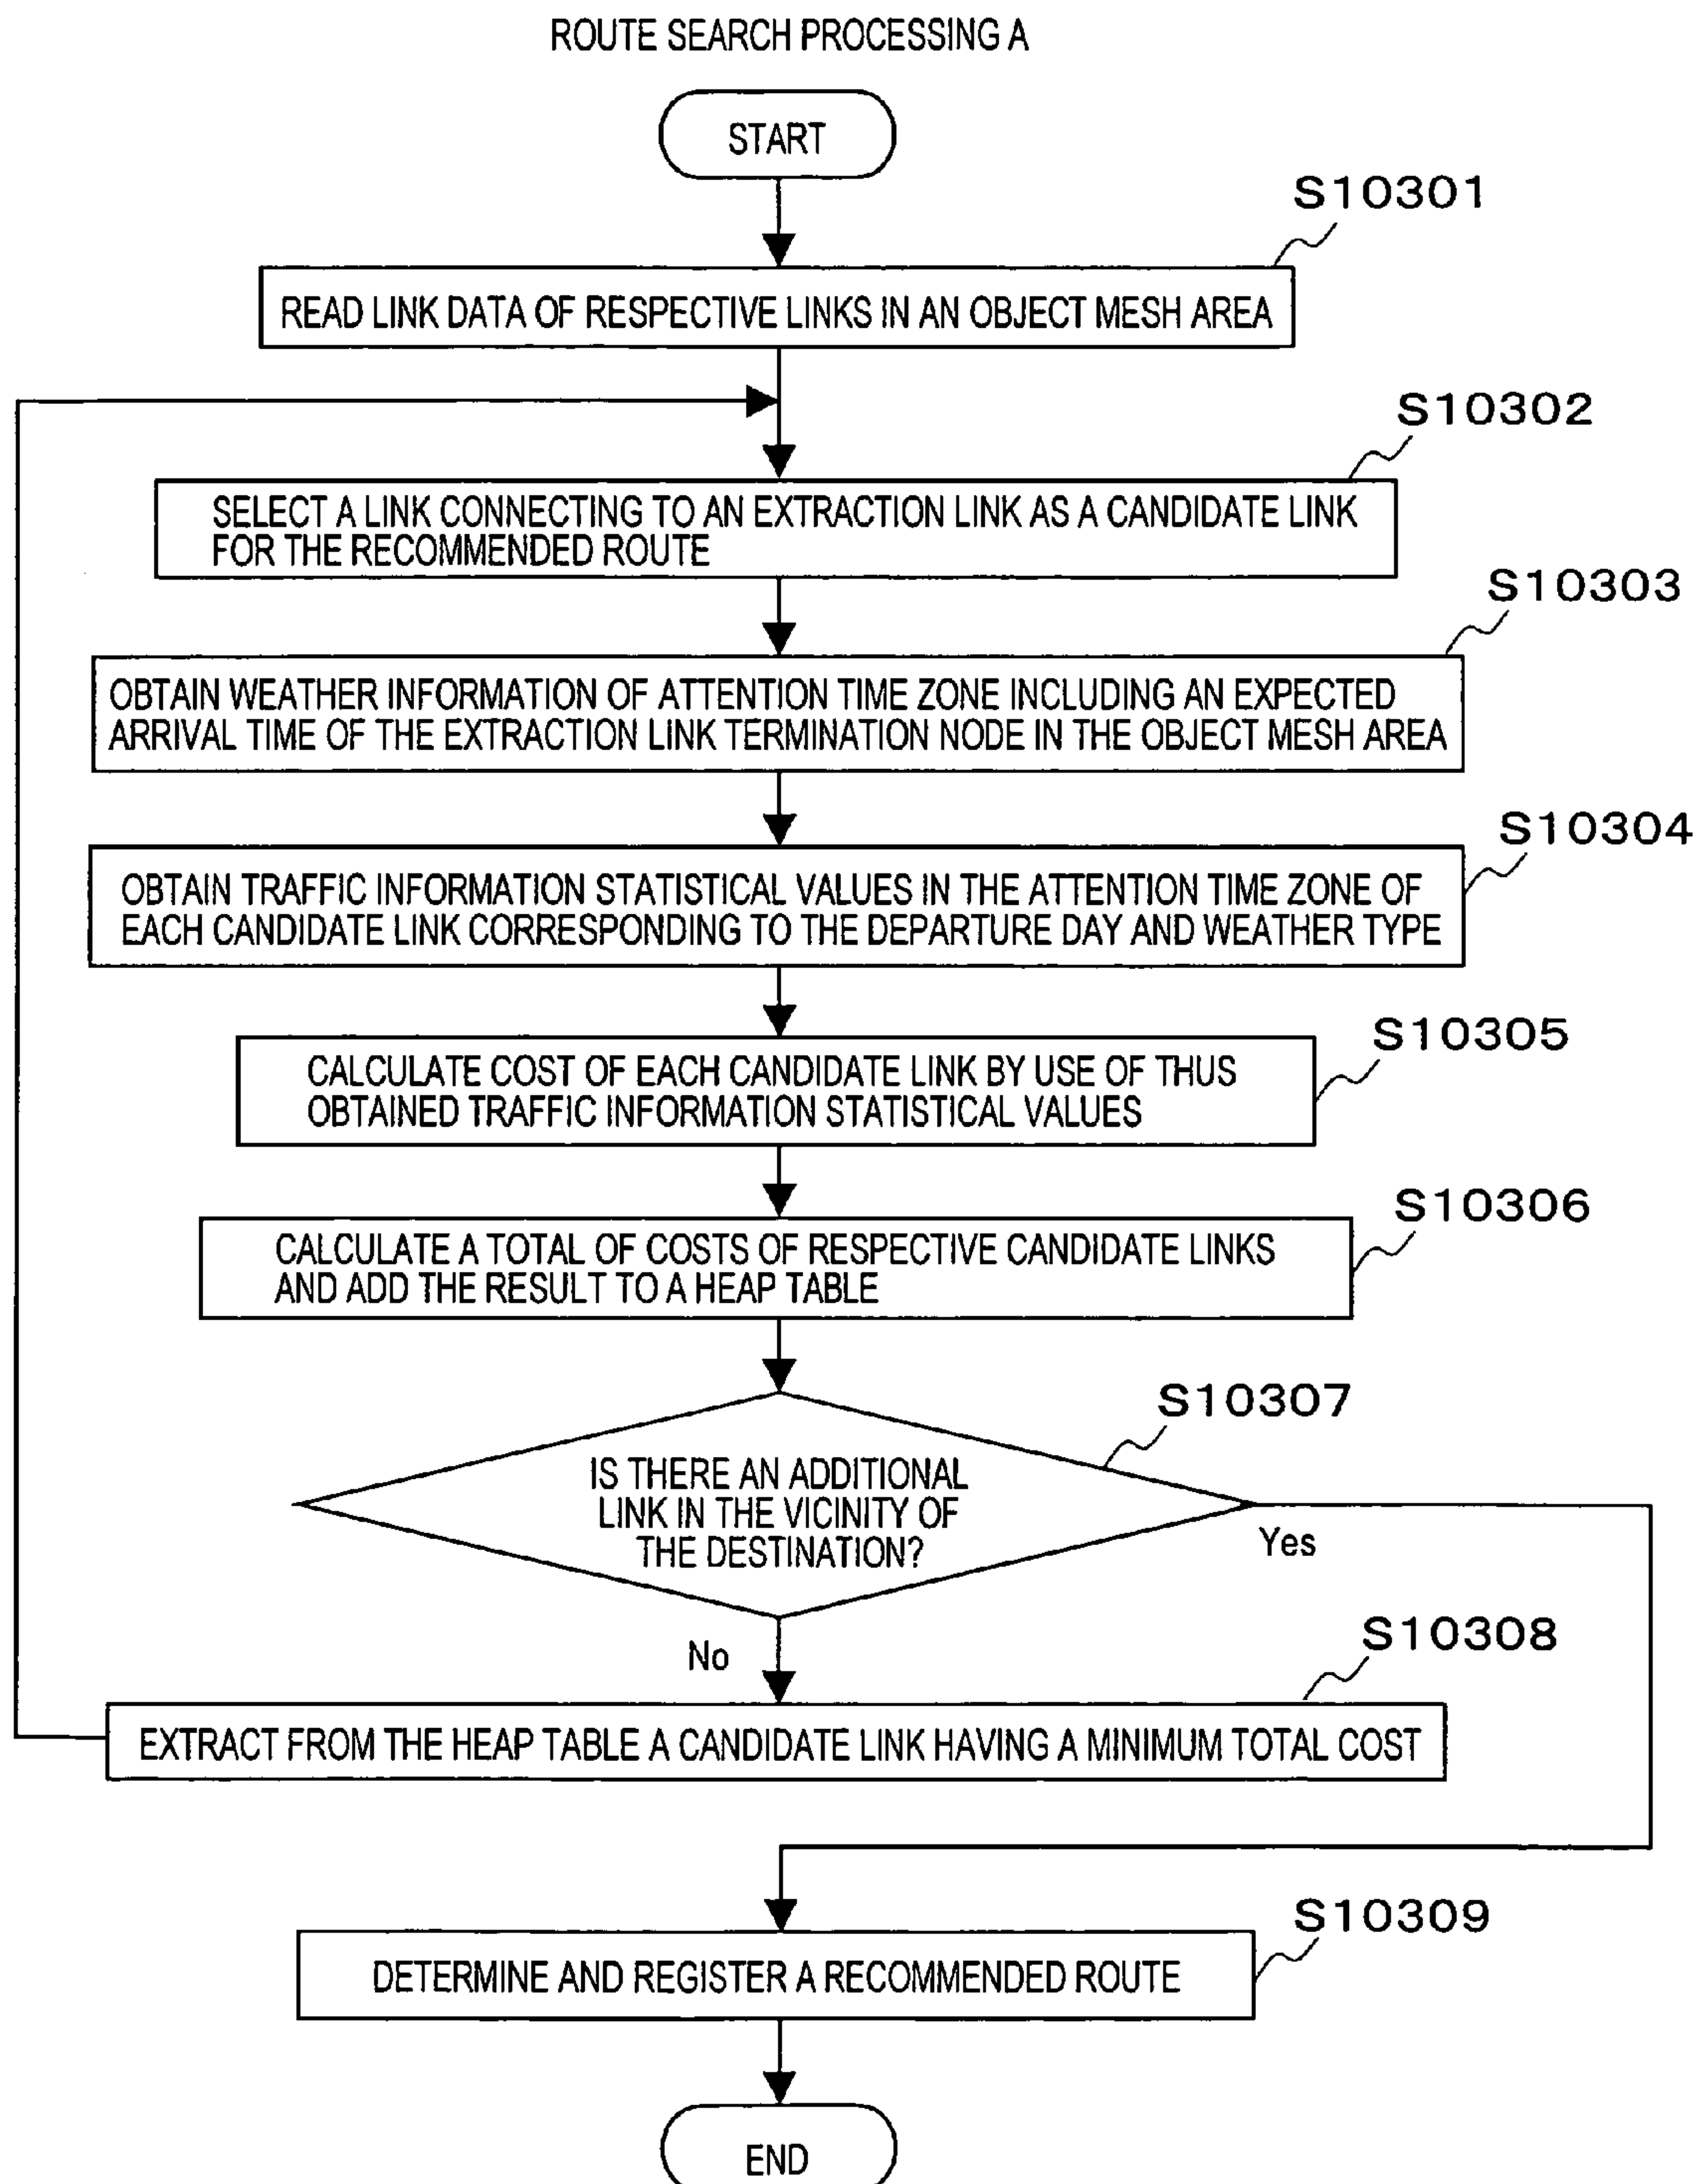 ROUTE SEARCH PROCESSING A
START
S10301
READ LINK DATA OF RESPECTIVE LINKS IN AN OBJECT MESH AREA
S10302
SELECT A LINK CONNECTING TO AN EXTRACTION LINK AS A CANDIDATE LINK
FOR THE RECOMMENDED ROUTE
S10303
OBTAIN WEATHER INFORMATION OF ATTENTION TIME ZONE INCLUDING AN EXPECTED
ARRIVAL TIME OF THE EXTRACTION LINK TERMINATION NODE IN THE OBJECT MESH AREA
S10304
OBTAIN TRAFFIC INFORMATION STATISTICAL VALUES IN THE ATTENTION TIME ZONE OF
EACH CANDIDATE LINK CORRESPONDING TO THE DEPARTURE DAY AND WEATHER TYPE
S10305
CALCULATE COST OF EACH CANDIDATE LINK BY USE OF THUS
OBTAINED TRAFFIC INFORMATION STATISTICAL VALUES
S10306
CALCULATE A TOTAL OF COSTS OF RESPECTIVE CANDIDATE LINKS
AND ADD THE RESULT TO A HEAP TABLE
S10307
IS THERE AN ADDITIONAL
LINK IN THE VICINITY OF
THE DESTINATION?
Yes
No
S10308
EXTRACT FROM THE HEAP TABLE A CANDIDATE LINK HAVING A MINIMUM TOTAL COST
S10309
DETERMINE AND REGISTER A RECOMMENDED ROUTE
END